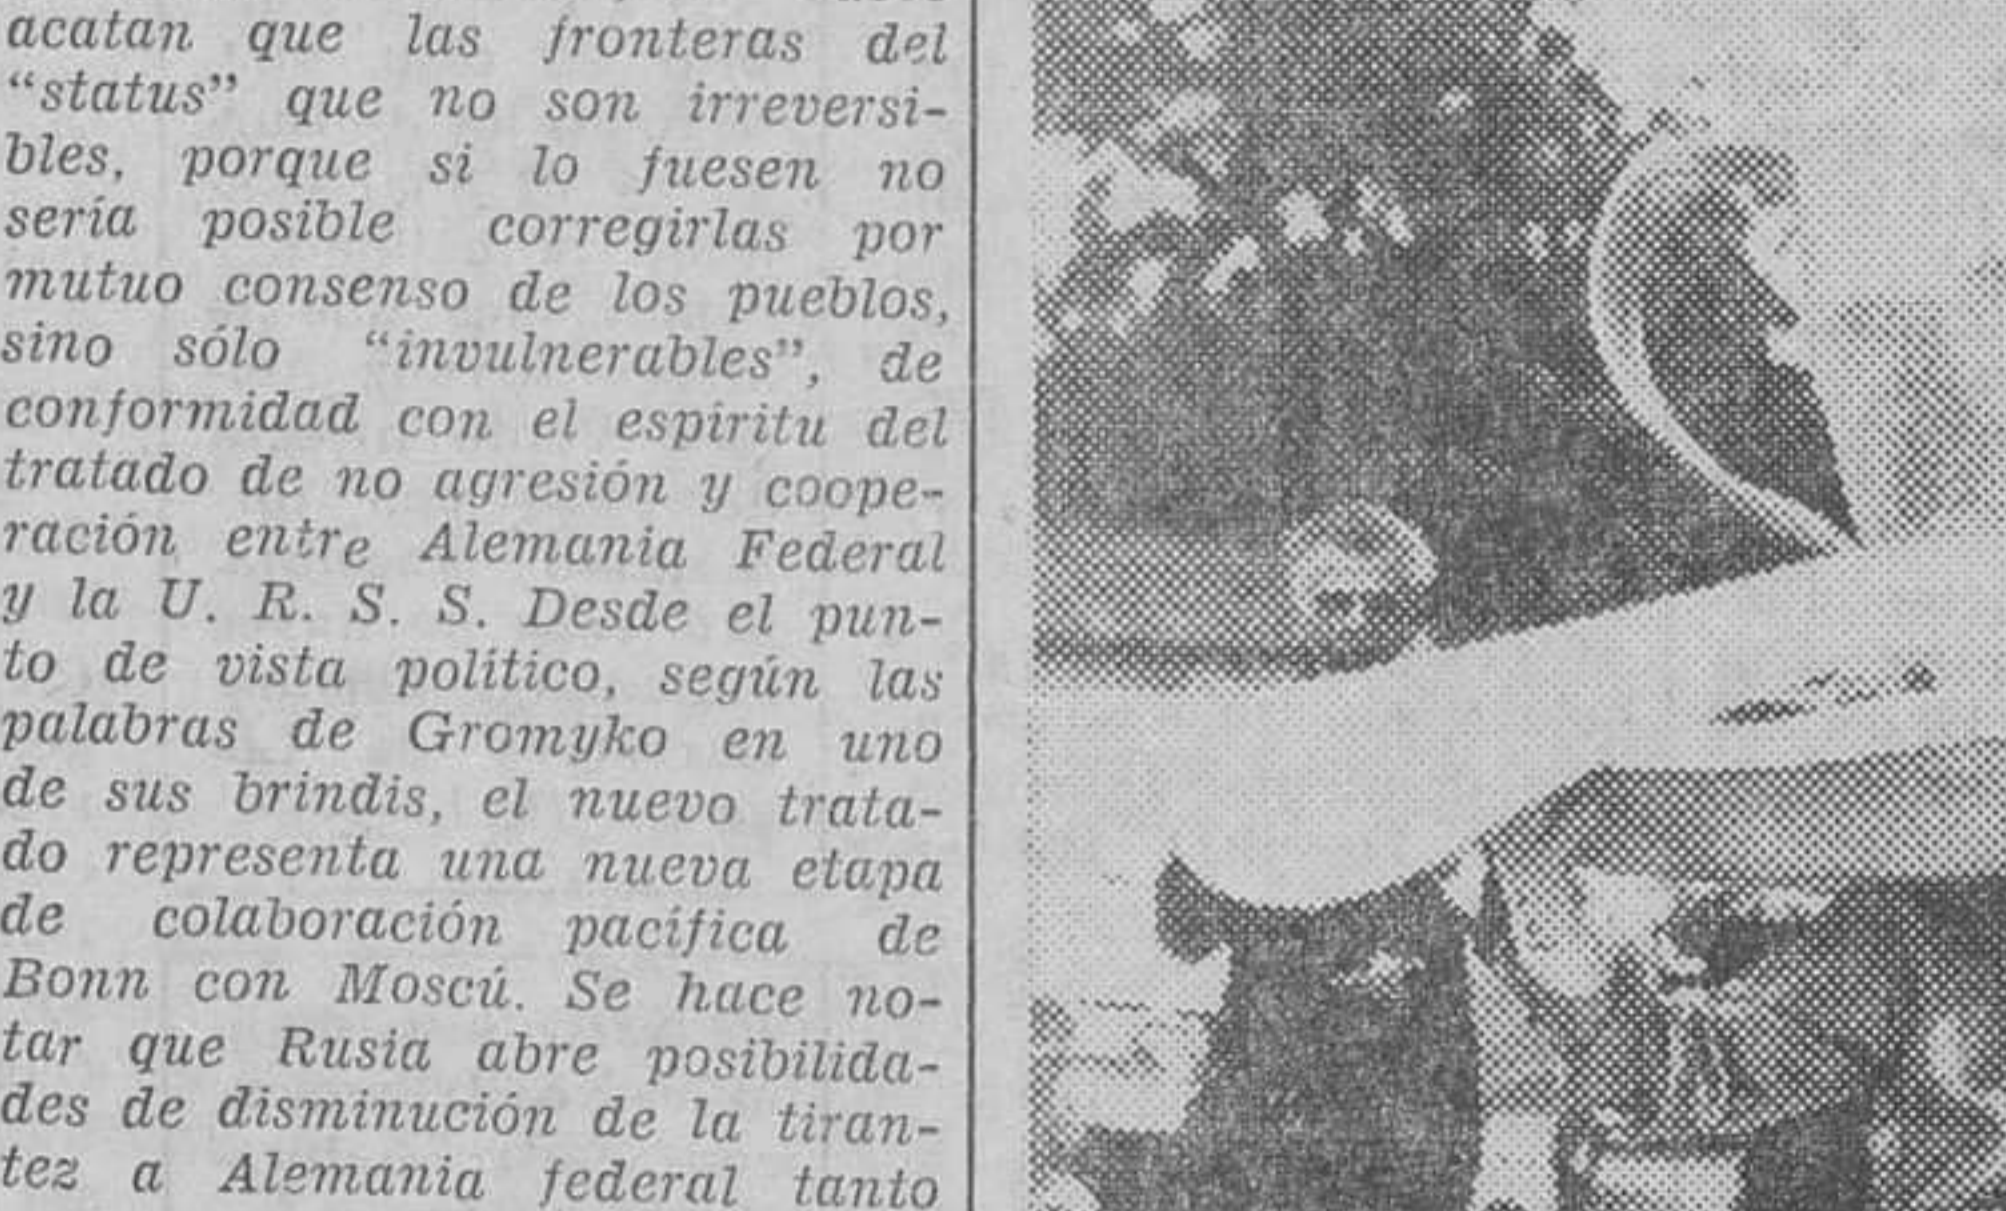 acatan que las fronteras del
“status” que no son irreversi-
bles, porque si lo fuesen no
sería posible corregirlas por
mutuo consenso de los pueblos,
sino sólo “invulnerables”, de
conformidad con el espíritu del
tratado de no agresión y coope-
ración entre Alemania Federal
y la U. R. S. S. Desde el pun-
to de vista político, según las
palabras de Gromyko en uno
de sus brindis, el nuevo trata-
do representa una nueva etapa
de colaboración pacífica de
Bonn con Moscú. Se hace no-
tar que Rusia abre posibilida-
des de disminución de la tiran-
tez a Alemania federal tanto